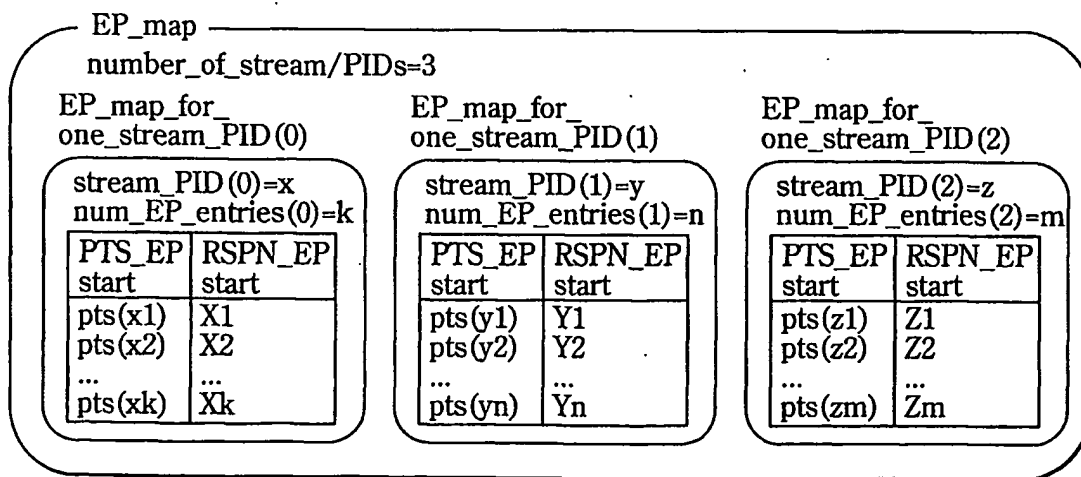 EP_map
number_of_stream/PIDs=3
EP_map_for_
one_stream_PID(0)
stream_PID(0)=x
num_EP_entries(0)=k
PTS_EP RSPN_EP
start start
pts(x1) X1
pts(x2) X2
... ...
pts(xk) Xk
EP_map_for_
one_stream_PID(1)
stream_PID(1)=y
num_EP_entries(1)=n
PTS_EP RSPN_EP
start start
pts(y1) Y1
pts(y2) Y2
... ...
pts(yn) Yn
EP_map_for_
one_stream_PID(2)
stream_PID(2)=z
num_EP_entries(2)=m
PTS_EP RSPN_EP
start start
pts(z1) Z1
pts(z2) Z2
... ...
pts(zm) Zm